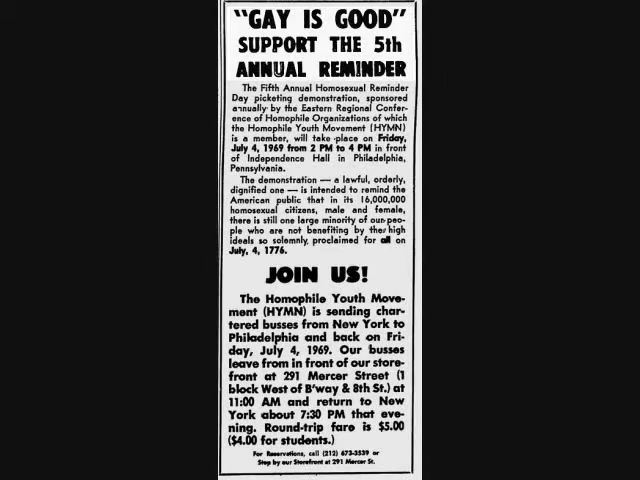 "GAY IS GOOD"
SUPPORT THE 5th
ANNUAL REMINDER
The Fifth Annual Homosexual Reminder
Day picketing demonstration, sponsored
annually by the Eastern Regional Confer-
ence of Homophile Organizations of which
the Homophile Youth Movement (HYMN)
is a member, will take place on Friday,
July 4, 1969 from 2 PM to 4 PM in front
of Independence Hall in Philadelphia,
Pennsylvania.
The demonstration — a lawful, orderly,
dignified one — is intended to remind the
American public that in its 16,000,000
homosexual citizens, male and female,
there is still one large minority of our peo-
ple who are not benefiting by the high
ideals so solemnly, proclaimed for all on
July, 4, 1776.
JOIN US!
The Homophile Youth Move-
ment (HYMN) is sending char-
tered busses from New York to
Philadelphia and back on Fri-
day, July 4, 1969. Our busses
leave from in front of our store-
front at 291 Mercer Street (1
block West of B'way & 8th St.) at
11:00 AM and return to New
York about 7:30 PM that eve-
ning. Round-trip fare is $5.00
($4.00 for students.)
For Reservations, call (212) 673-3539 or
Stop by our Storefront at 291 Mercer St.